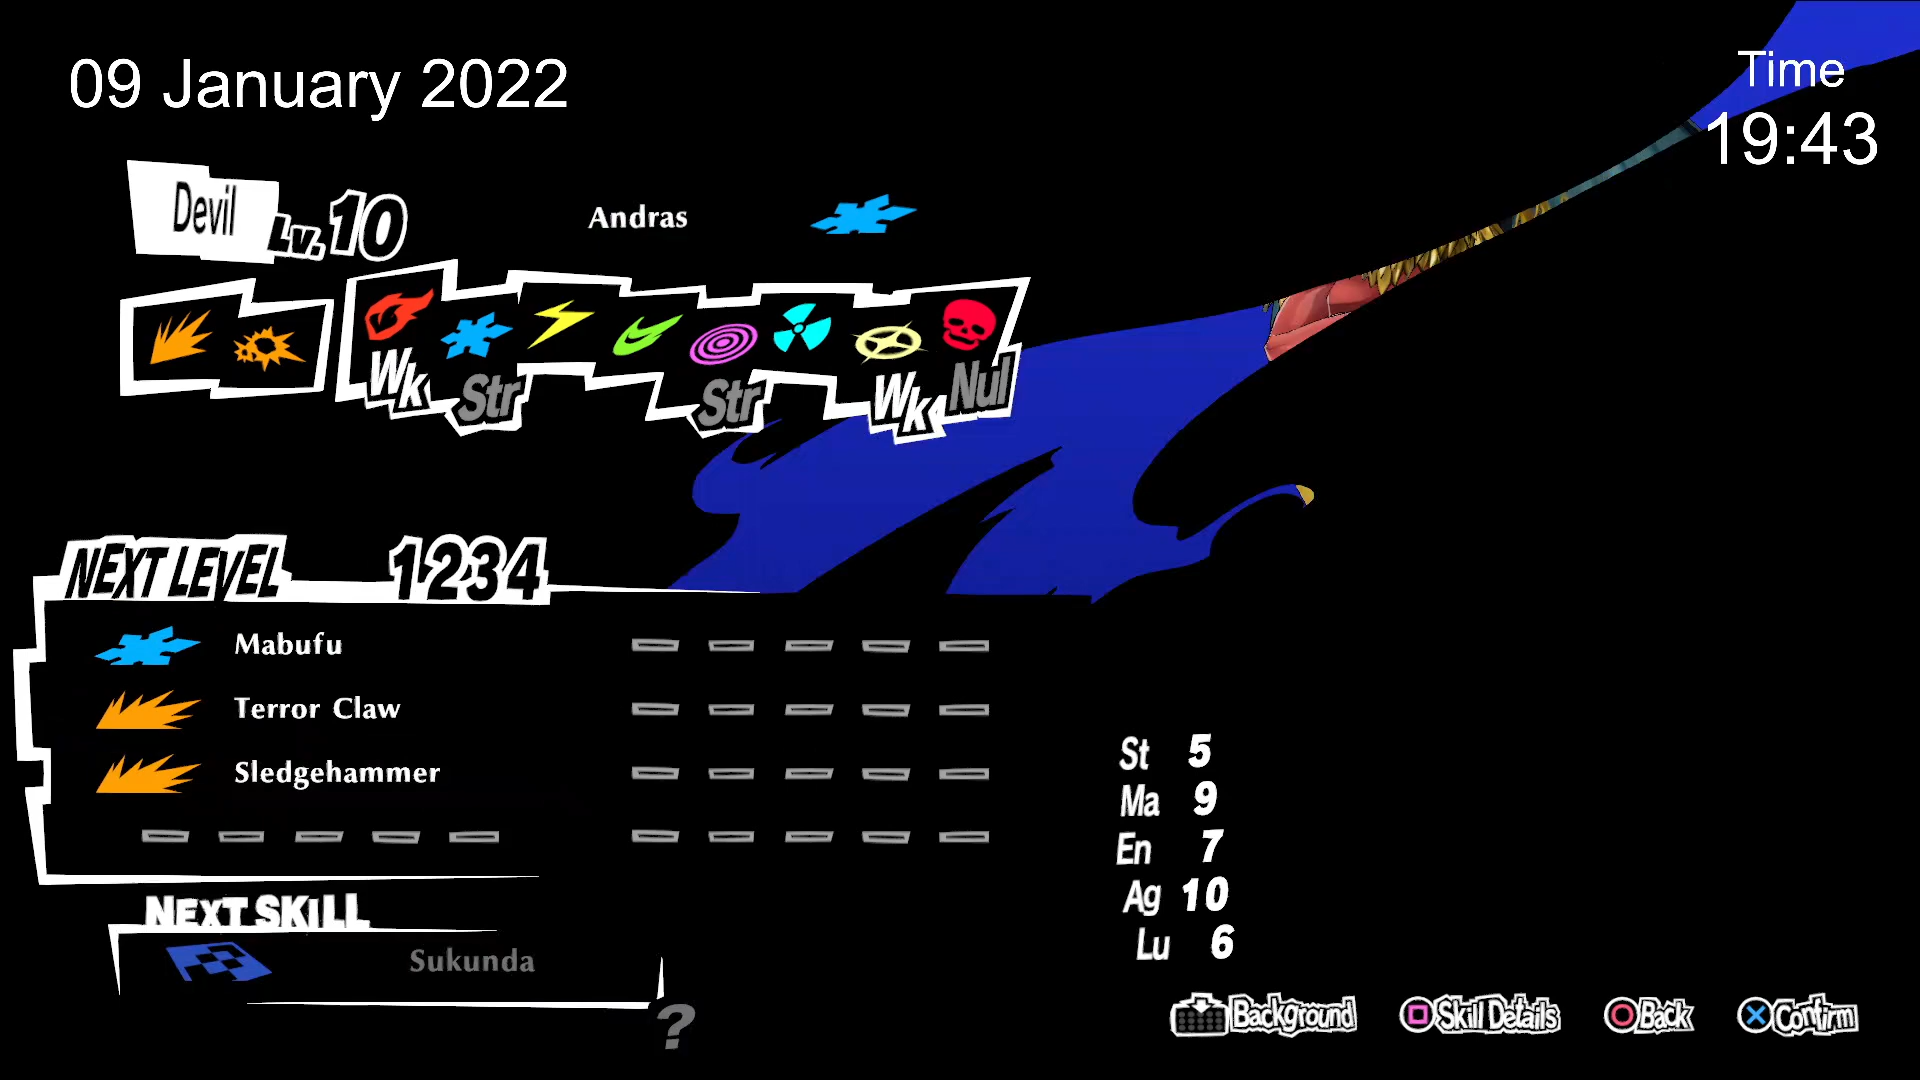 09 January 2022
Time
19:43
Devil
Lv. 10
Andras
Wk Str Str Wk Nul
NEXT LEVEL 1234
Mabufu
Terror Claw
Sledgehammer
St 5
Ma 9
En 7
Ag 10
Lu 6
NEXT SKILL
Sukunda
?
Background Skill Details Back Confirm